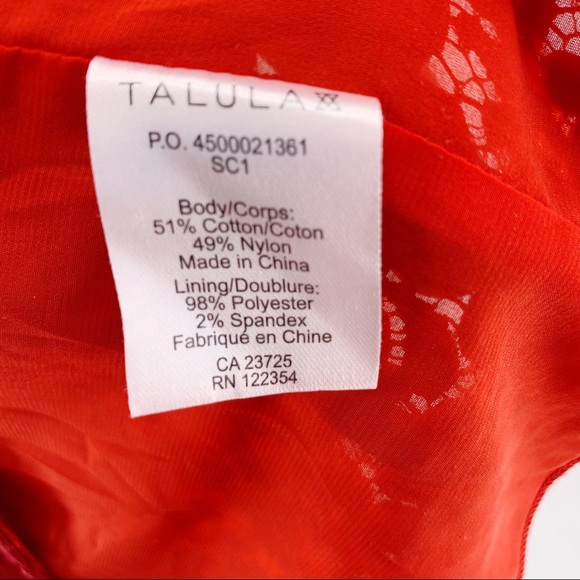 TALULA
P.O. 4500021361
SC1
Body/Corps:
51% Cotton/Coton
49% Nylon
Made in China
Lining/Doublure:
98% Polyester
2% Spandex
Fabriqué en Chine
CA 23725
RN 122354